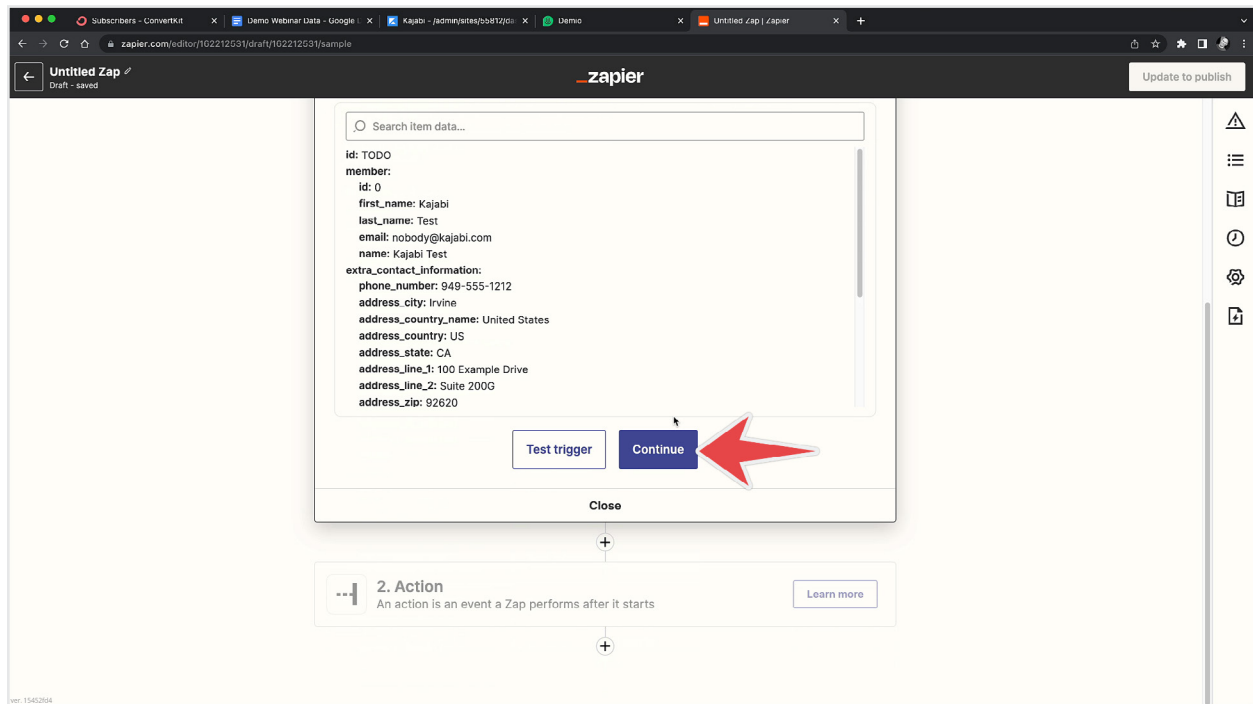 Subscribers - ConvertKit
Demo Webinar Data - Google
Kajabi - /admin/sites/55812/da
Demio
Untitled Zap | Zapier
zapier.com/editor/102212531/draft/102212531/sample
Untitled Zap
Draft - saved
_zapier
Update to publish
Search item data...
id: TODO
member:
id: 0
first_name: Kajabi
last_name: Test
email: nobody@kajabi.com
name: Kajabi Test
extra_contact_information:
phone_number: 949-555-1212
address_city: Irvine
address_country_name: United States
address_country: US
address_state: CA
address_line_1: 100 Example Drive
address_line_2: Suite 200G
address_zip: 92620
Test trigger
Continue
Close
2. Action
An action is an event a Zap performs after it starts
Learn more
ver. 15452fd4